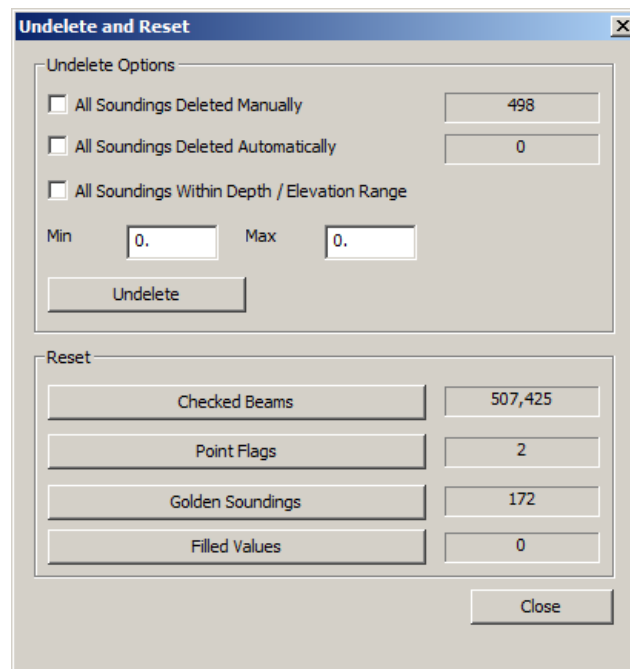 Undelete and Reset
Undelete Options
All Soundings Deleted Manually 498
All Soundings Deleted Automatically 0
All Soundings Within Depth / Elevation Range
Min 0. Max 0.
Undelete
Reset
Checked Beams 507,425
Point Flags 2
Golden Soundings 172
Filled Values 0
Close